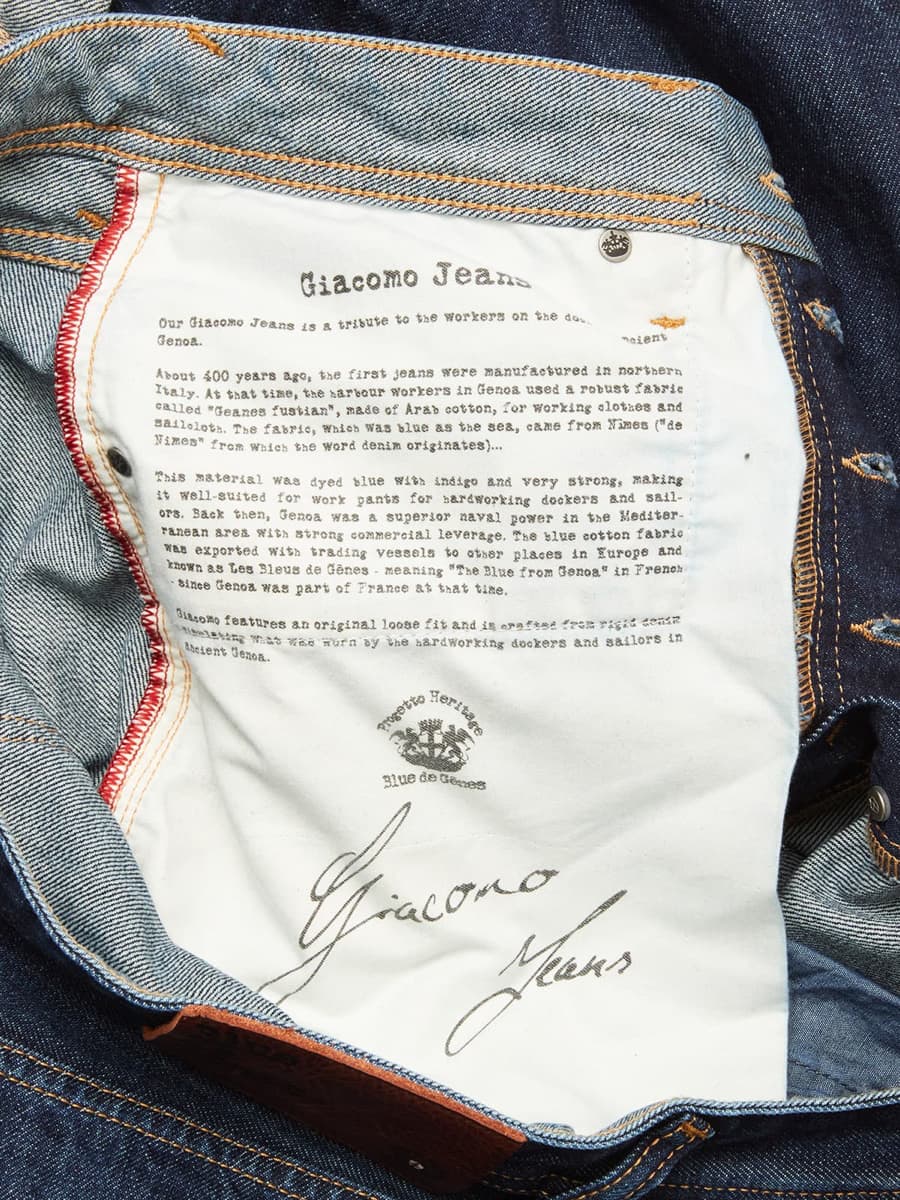 Giacomo Jeans
Our Giacomo Jeans is a tribute to the workers on the
Genoa. ncient
About 400 years ago, the first jeans were manufactured in northern
Italy. At that time, the harbour workers in Genoa used a robust fabric
called "Geanes fustian", made of Arab cotton, for working clothes and
sailcloth. The fabric, which was blue as the sea, came from Nîmes ("de
Nimes" from which the word denim originates)...
This material was dyed blue with indigo and very strong, making
it well-suited for work pants for hardworking dockers and sail-
ors. Back then, Genoa was a superior naval power in the Mediter-
ranean area with strong commercial leverage. The blue cotton fabric
was exported with trading vessels to other places in Europe and
known as Les Bleus de Gênes - meaning "The Blue from Genoa" in French
- since Genoa was part of France at that time.
Giacomo features an original loose fit and is crafted from rigid denim
what was worn by the hardworking dockers and sailors in
Ancient Genoa.
Progetto Heritage
Blue de Gênes
Giacomo
Jeans